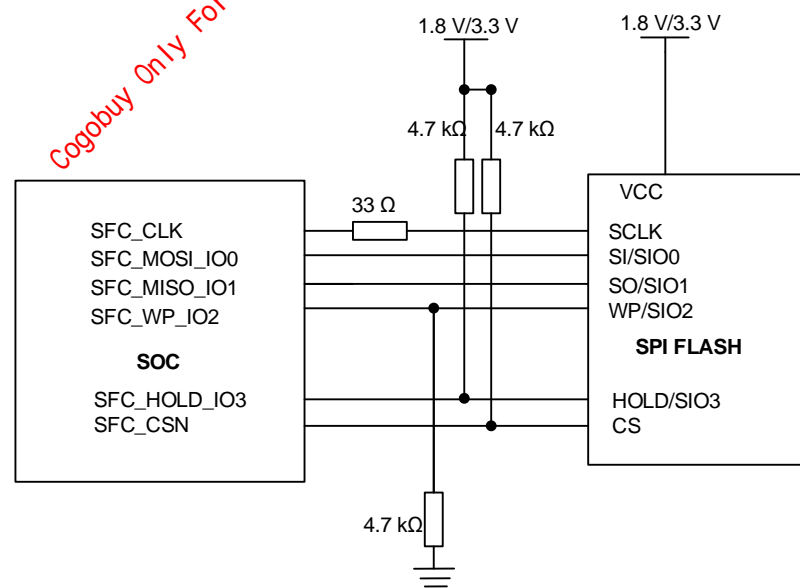 Cogobuy Only For
1.8 V/3.3 V
1.8 V/3.3 V
4.7 kΩ
4.7 kΩ
33 Ω
SFC_CLK
SFC_MOSI_IO0
SFC_MISO_IO1
SFC_WP_IO2
SOC
SFC_HOLD_IO3
SFC_CSN
VCC
SCLK
SI/SIO0
SO/SIO1
WP/SIO2
SPI FLASH
HOLD/SIO3
CS
4.7 kΩ